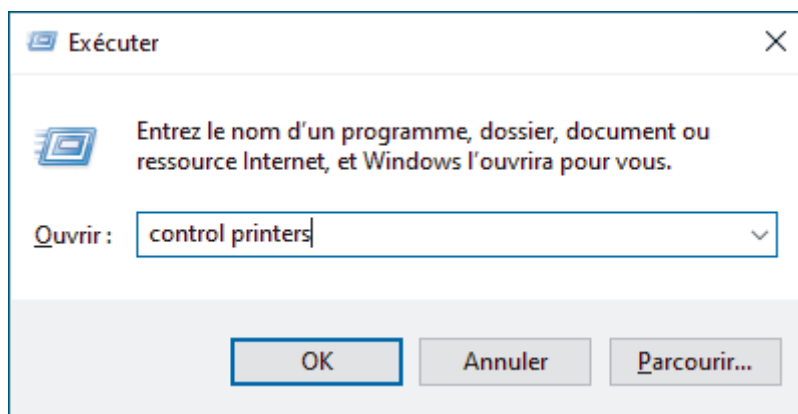 Exécuter
Entrez le nom d’un programme, dossier, document ou
ressource Internet, et Windows l’ouvrira pour vous.
Ouvrir : control printers
OK Annuler Parcourir...